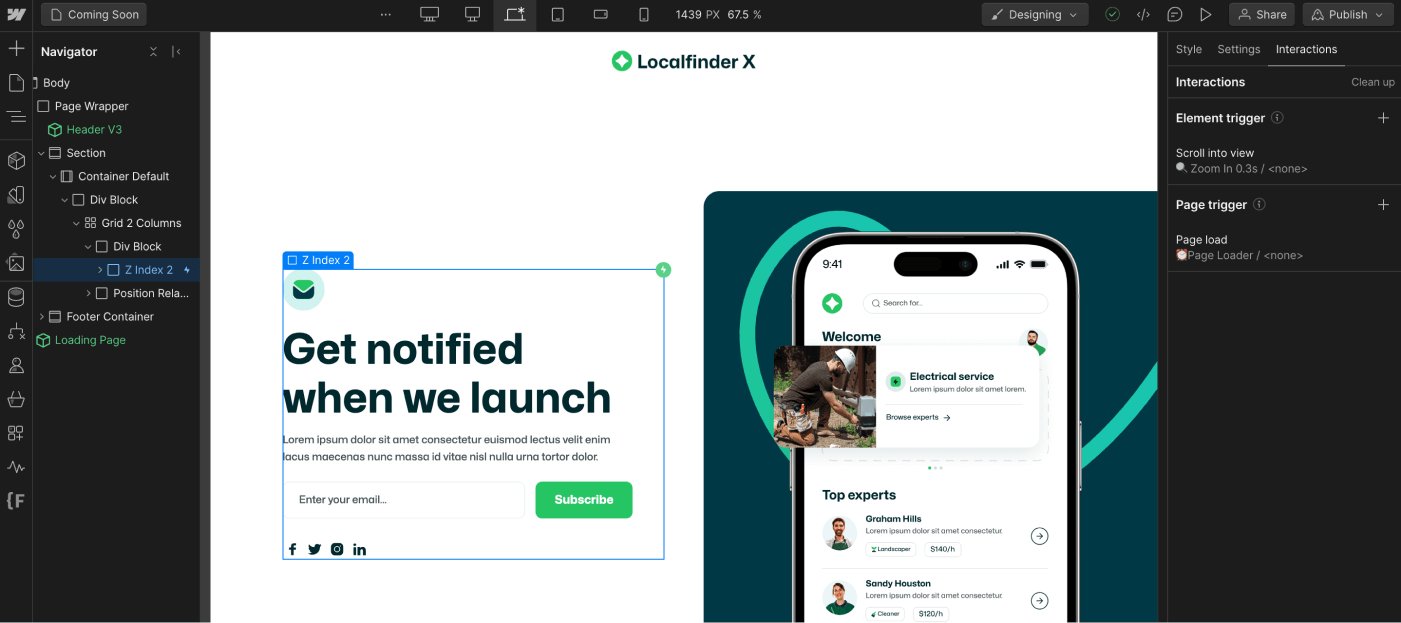 Coming Soon
1439 PX 67.5 %
Designing
Share
Publish
Navigator
Body
Page Wrapper
Header V3
Section
Container Default
Div Block
Grid 2 Columns
Div Block
Z Index 2
Position Rela...
Footer Container
Loading Page
Localfinder X
Z Index 2
Get notified
when we launch
Lorem ipsum dolor sit amet consectetur euismod lectus velit enim
lacus maecenas nunc massa id vitae nisl nulla urna tortor dolor.
Enter your email...
Subscribe
9:41
Search for...
Welcome
Electrical service
Lorem ipsum dolor sit amet lorem.
Browse experts
Top experts
Graham Hills
Lorem ipsum dolor sit amet consectetur.
Landscaper
$140/h
Sandy Houston
Lorem ipsum dolor sit amet consectetur.
Cleaner
$120/h
Style
Settings
Interactions
Interactions
Clean up
Element trigger
Scroll into view
Zoom In 0.3s / <none>
Page trigger
Page load
Page Loader / <none>